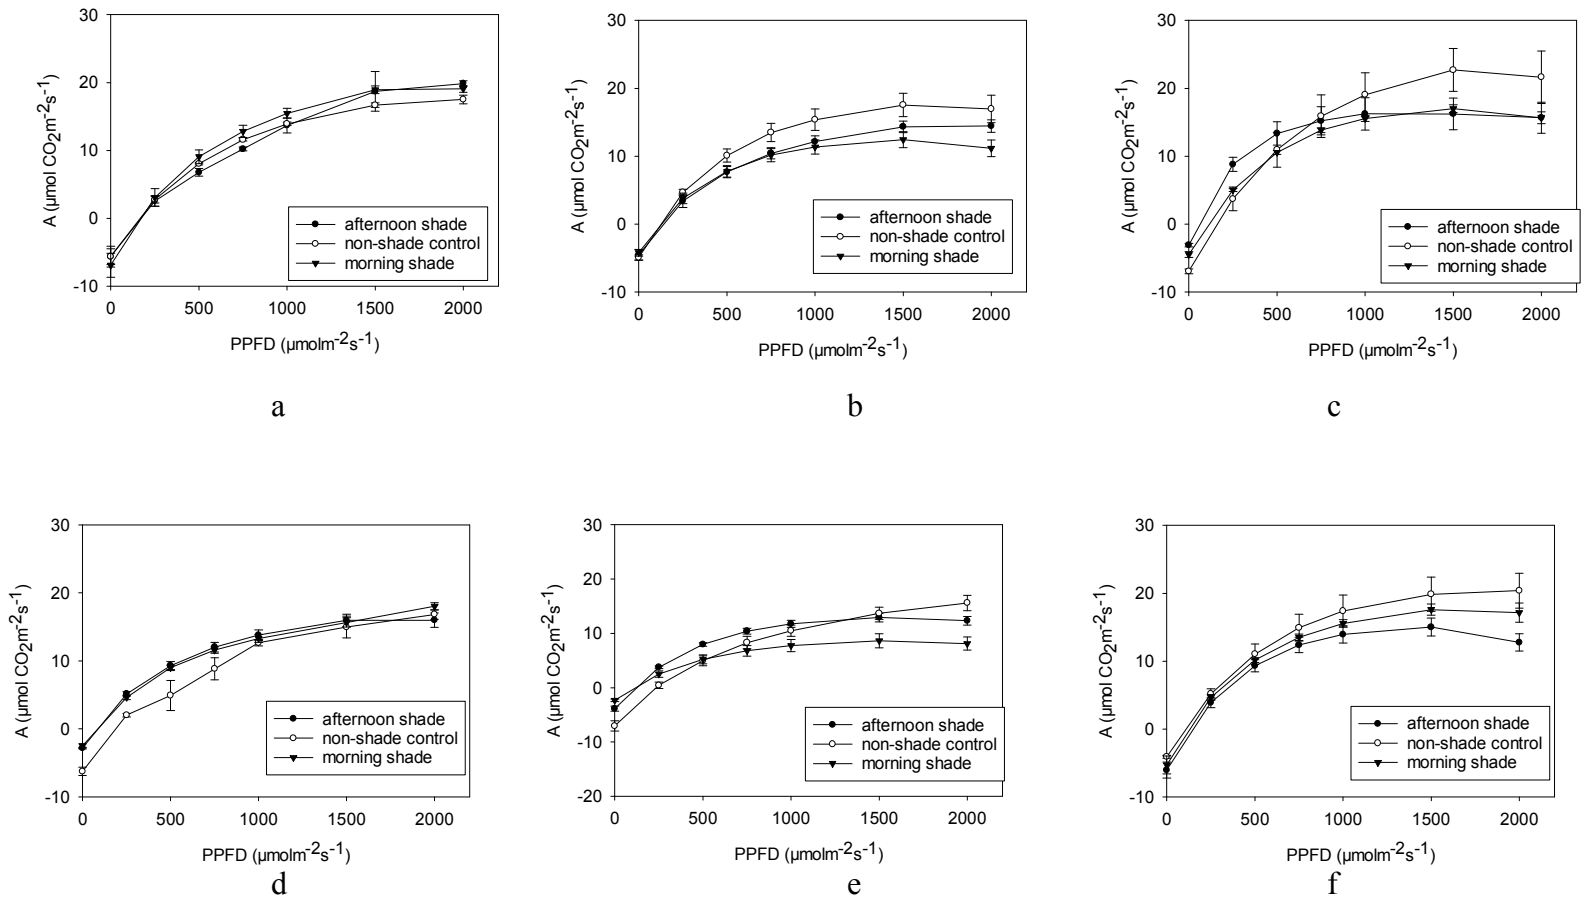 30
20
10
0
-10
A (µmol CO2m-2s-1)
0 500 1000 1500 2000
PPFD (µmolm-2s-1)
afternoon shade
non-shade control
morning shade
a
30
20
10
0
-10
A (µmol CO2m-2s-1)
0 500 1000 1500 2000
PPFD (µmolm-2s-1)
afternoon shade
non-shade control
morning shade
b
30
20
10
0
-10
A (µmol CO2m-2s-1)
0 500 1000 1500 2000
PPFD (µmolm-2s-1)
afternoon shade
non-shade control
morning shade
c
30
20
10
0
-10
A (µmol CO2m-2s-1)
0 500 1000 1500 2000
PPFD (µmolm-2s-1)
afternoon shade
non-shade control
morning shade
d
30
20
10
0
-10
-20
A (µmol CO2m-2s-1)
0 500 1000 1500 2000
PPFD (µmolm-2s-1)
afternoon shade
non-shade control
morning shade
e
30
20
10
0
-10
A (µmol CO2m-2s-1)
0 500 1000 1500 2000
PPFD (µmolm-2s-1)
afternoon shade
non-shade control
morning shade
f